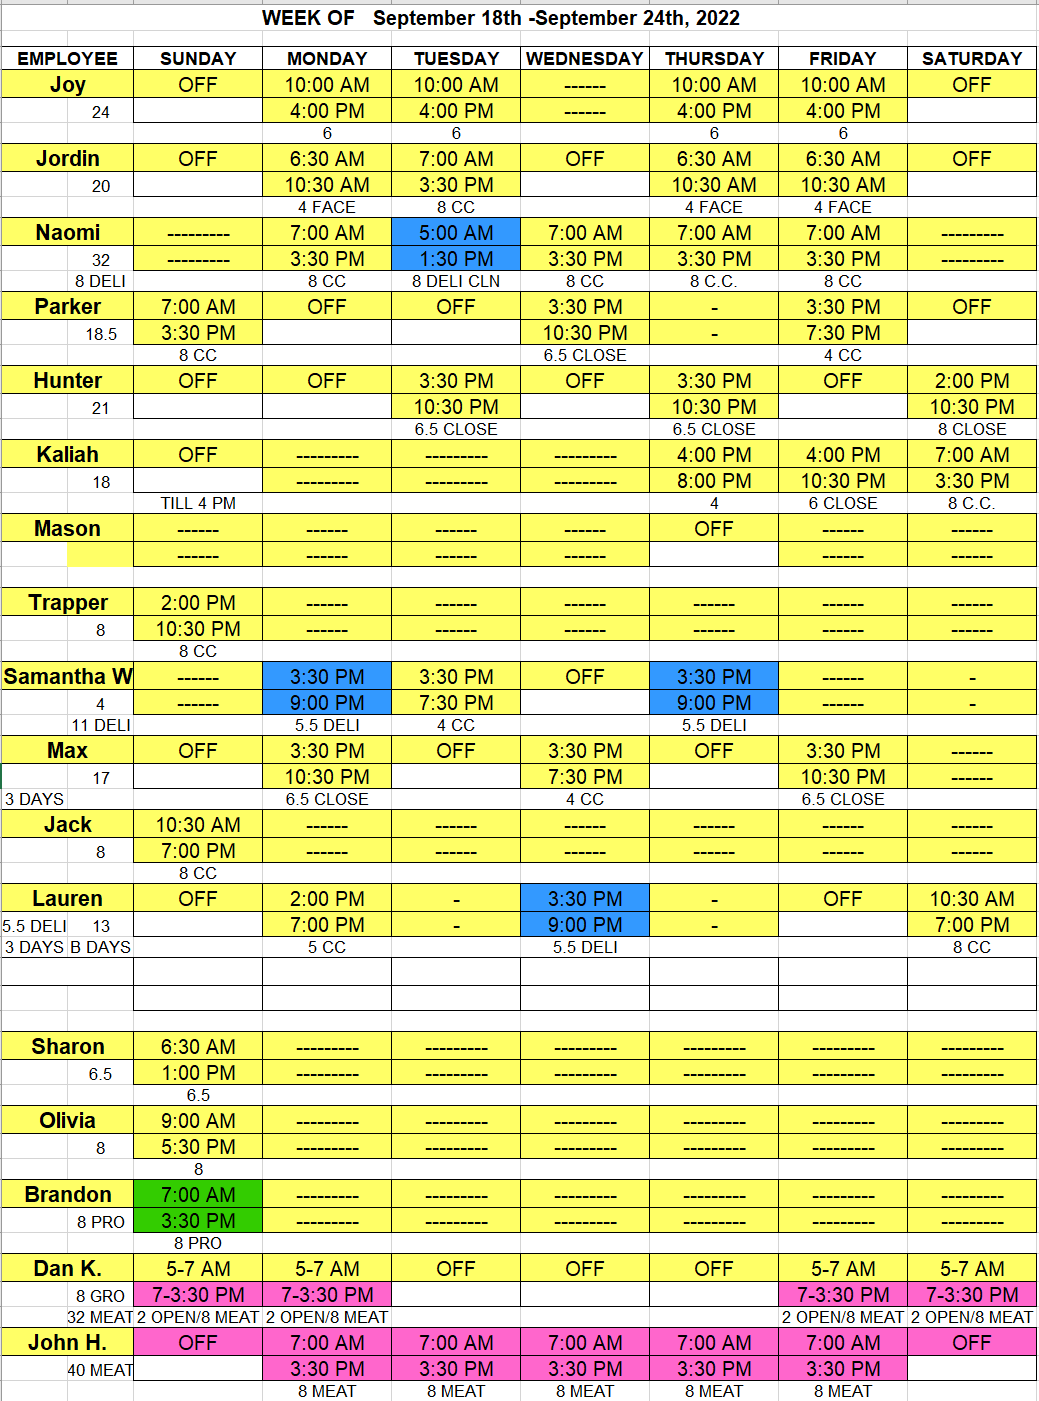 WEEK OF September 18th -September 24th, 2022
EMPLOYEE SUNDAY MONDAY TUESDAY WEDNESDAY THURSDAY FRIDAY SATURDAY
Joy OFF 10:00 AM 10:00 AM ------ 10:00 AM 10:00 AM OFF
24 4:00 PM 4:00 PM ------ 4:00 PM 4:00 PM
6 6 6 6
Jordin OFF 6:30 AM 7:00 AM OFF 6:30 AM 6:30 AM OFF
20 10:30 AM 3:30 PM 10:30 AM 10:30 AM
4 FACE 8 CC 4 FACE 4 FACE
Naomi --------- 7:00 AM 5:00 AM 7:00 AM 7:00 AM 7:00 AM ---------
32 --------- 3:30 PM 1:30 PM 3:30 PM 3:30 PM 3:30 PM ---------
8 DELI 8 CC 8 DELI CLN 8 CC 8 C.C. 8 CC
Parker 7:00 AM OFF OFF 3:30 PM - 3:30 PM OFF
18.5 3:30 PM 10:30 PM - 7:30 PM
8 CC 6.5 CLOSE 4 CC
Hunter OFF OFF 3:30 PM OFF 3:30 PM OFF 2:00 PM
21 10:30 PM 10:30 PM 10:30 PM
6.5 CLOSE 6.5 CLOSE 8 CLOSE
Kaliah OFF --------- --------- --------- 4:00 PM 4:00 PM 7:00 AM
18 --------- --------- --------- 8:00 PM 10:30 PM 3:30 PM
TILL 4 PM 4 6 CLOSE 8 C.C.
Mason ------ ------ ------ ------ OFF ------ ------
------ ------ ------ ------ ------ ------
Trapper 2:00 PM ------ ------ ------ ------ ------ ------
8 10:30 PM ------ ------ ------ ------ ------ ------
8 CC
Samantha W ------ 3:30 PM 3:30 PM OFF 3:30 PM ------ -
4 ------ 9:00 PM 7:30 PM 9:00 PM ------ -
11 DELI 5.5 DELI 4 CC 5.5 DELI
Max OFF 3:30 PM OFF 3:30 PM OFF 3:30 PM ------
17 10:30 PM 7:30 PM 10:30 PM ------
3 DAYS 6.5 CLOSE 4 CC 6.5 CLOSE
Jack 10:30 AM ------ ------ ------ ------ ------ ------
8 7:00 PM ------ ------ ------ ------ ------ ------
8 CC
Lauren OFF 2:00 PM - 3:30 PM - OFF 10:30 AM
5.5 DELI 13 7:00 PM - 9:00 PM - 7:00 PM
3 DAYS B DAYS 5 CC 5.5 DELI 8 CC
Sharon 6:30 AM --------- --------- --------- --------- --------- ---------
6.5 1:00 PM --------- --------- --------- --------- --------- ---------
6.5
Olivia 9:00 AM --------- --------- --------- --------- --------- ---------
8 5:30 PM --------- --------- --------- --------- --------- ---------
8
Brandon 7:00 AM --------- --------- --------- --------- --------- ---------
8 PRO 3:30 PM --------- --------- --------- --------- --------- ---------
8 PRO
Dan K. 5-7 AM 5-7 AM OFF OFF OFF 5-7 AM 5-7 AM
8 GRO 7-3:30 PM 7-3:30 PM 7-3:30 PM 7-3:30 PM
32 MEAT 2 OPEN/8 MEAT 2 OPEN/8 MEAT 2 OPEN/8 MEAT 2 OPEN/8 MEAT
John H. OFF 7:00 AM 7:00 AM 7:00 AM 7:00 AM 7:00 AM OFF
40 MEAT 3:30 PM 3:30 PM 3:30 PM 3:30 PM 3:30 PM
8 MEAT 8 MEAT 8 MEAT 8 MEAT 8 MEAT